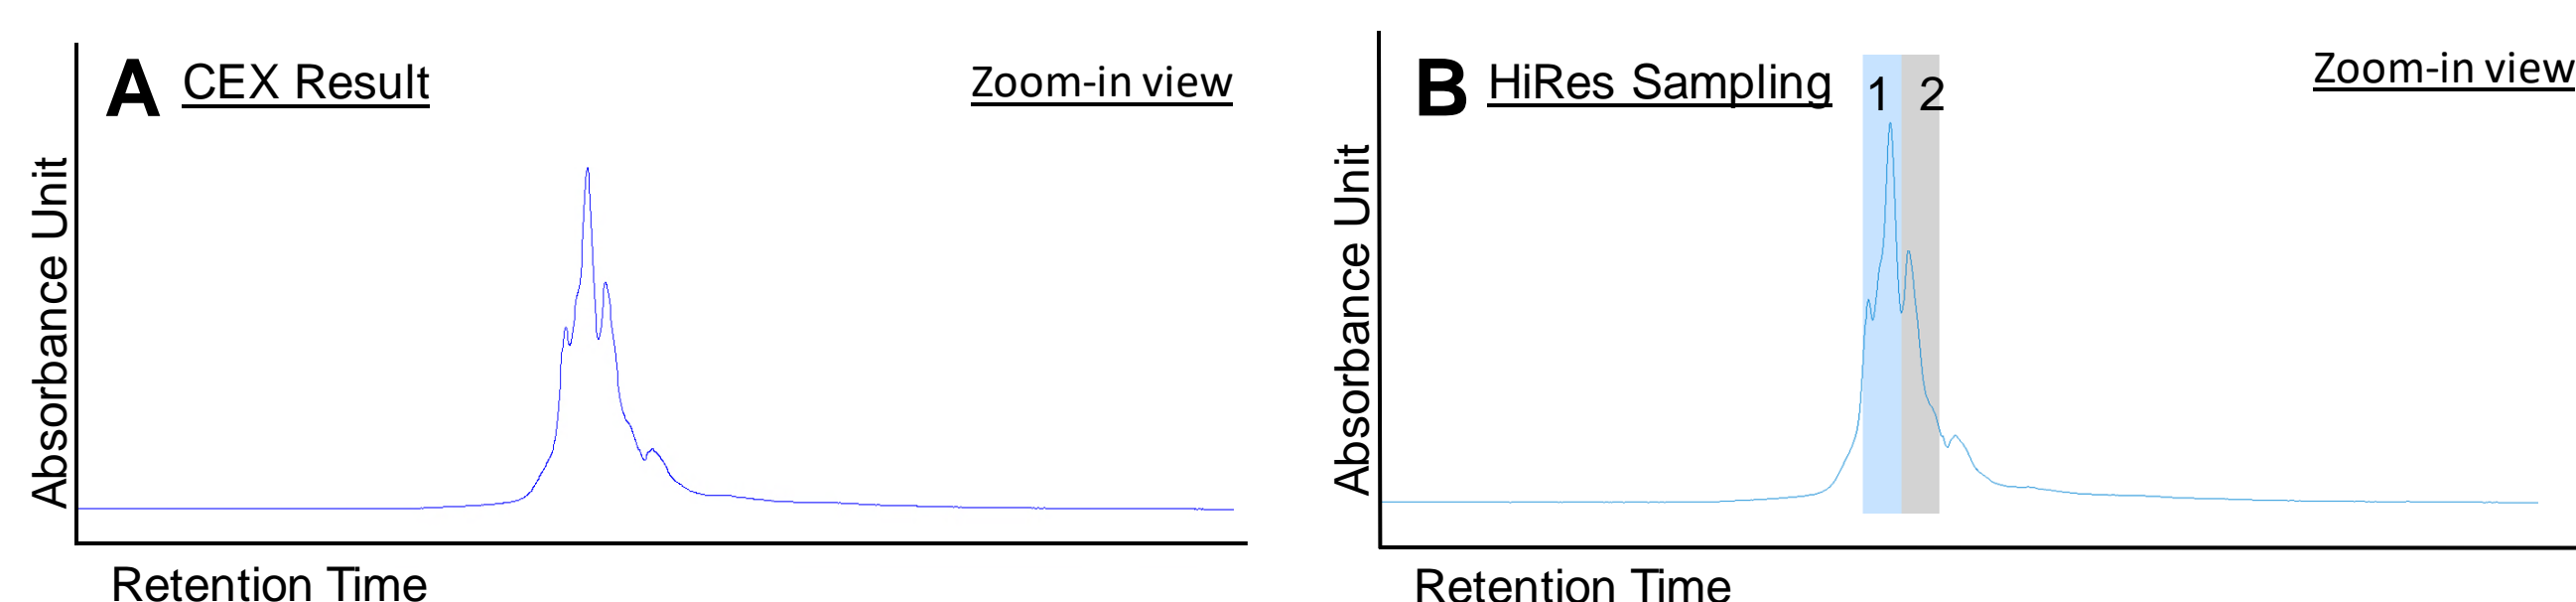 A CEX Result
Zoom-in view
Absorbance Unit
Retention Time
B HiRes Sampling
1 2
Zoom-in view
Absorbance Unit
Retention Time